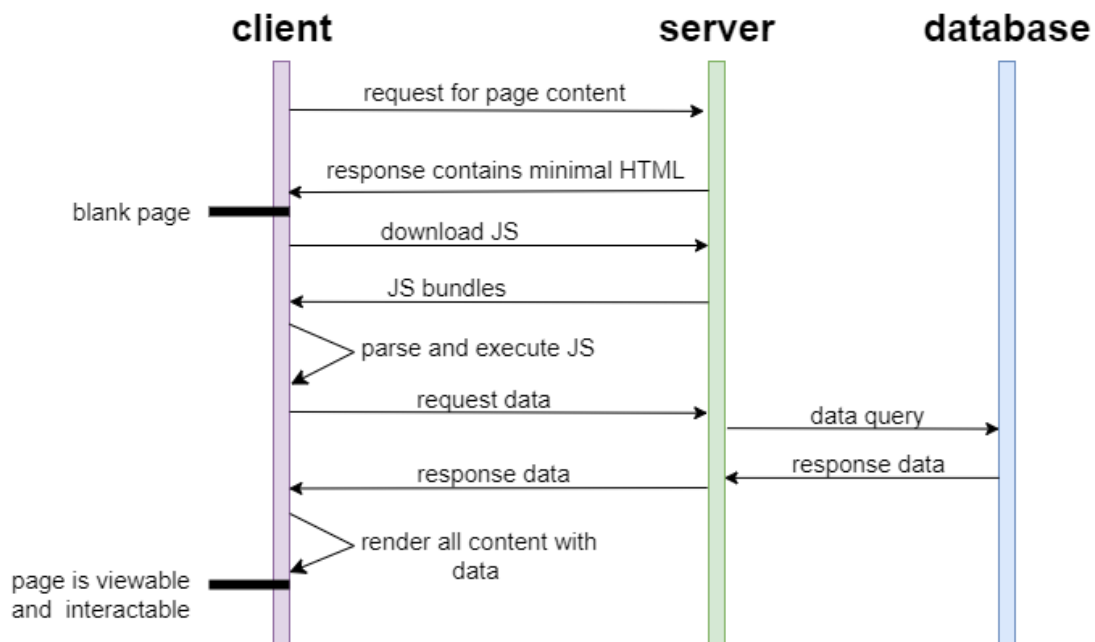 client server database
request for page content
response contains minimal HTML
blank page
download JS
JS bundles
parse and execute JS
request data
data query
response data
response data
render all content with
data
page is viewable
and interactable